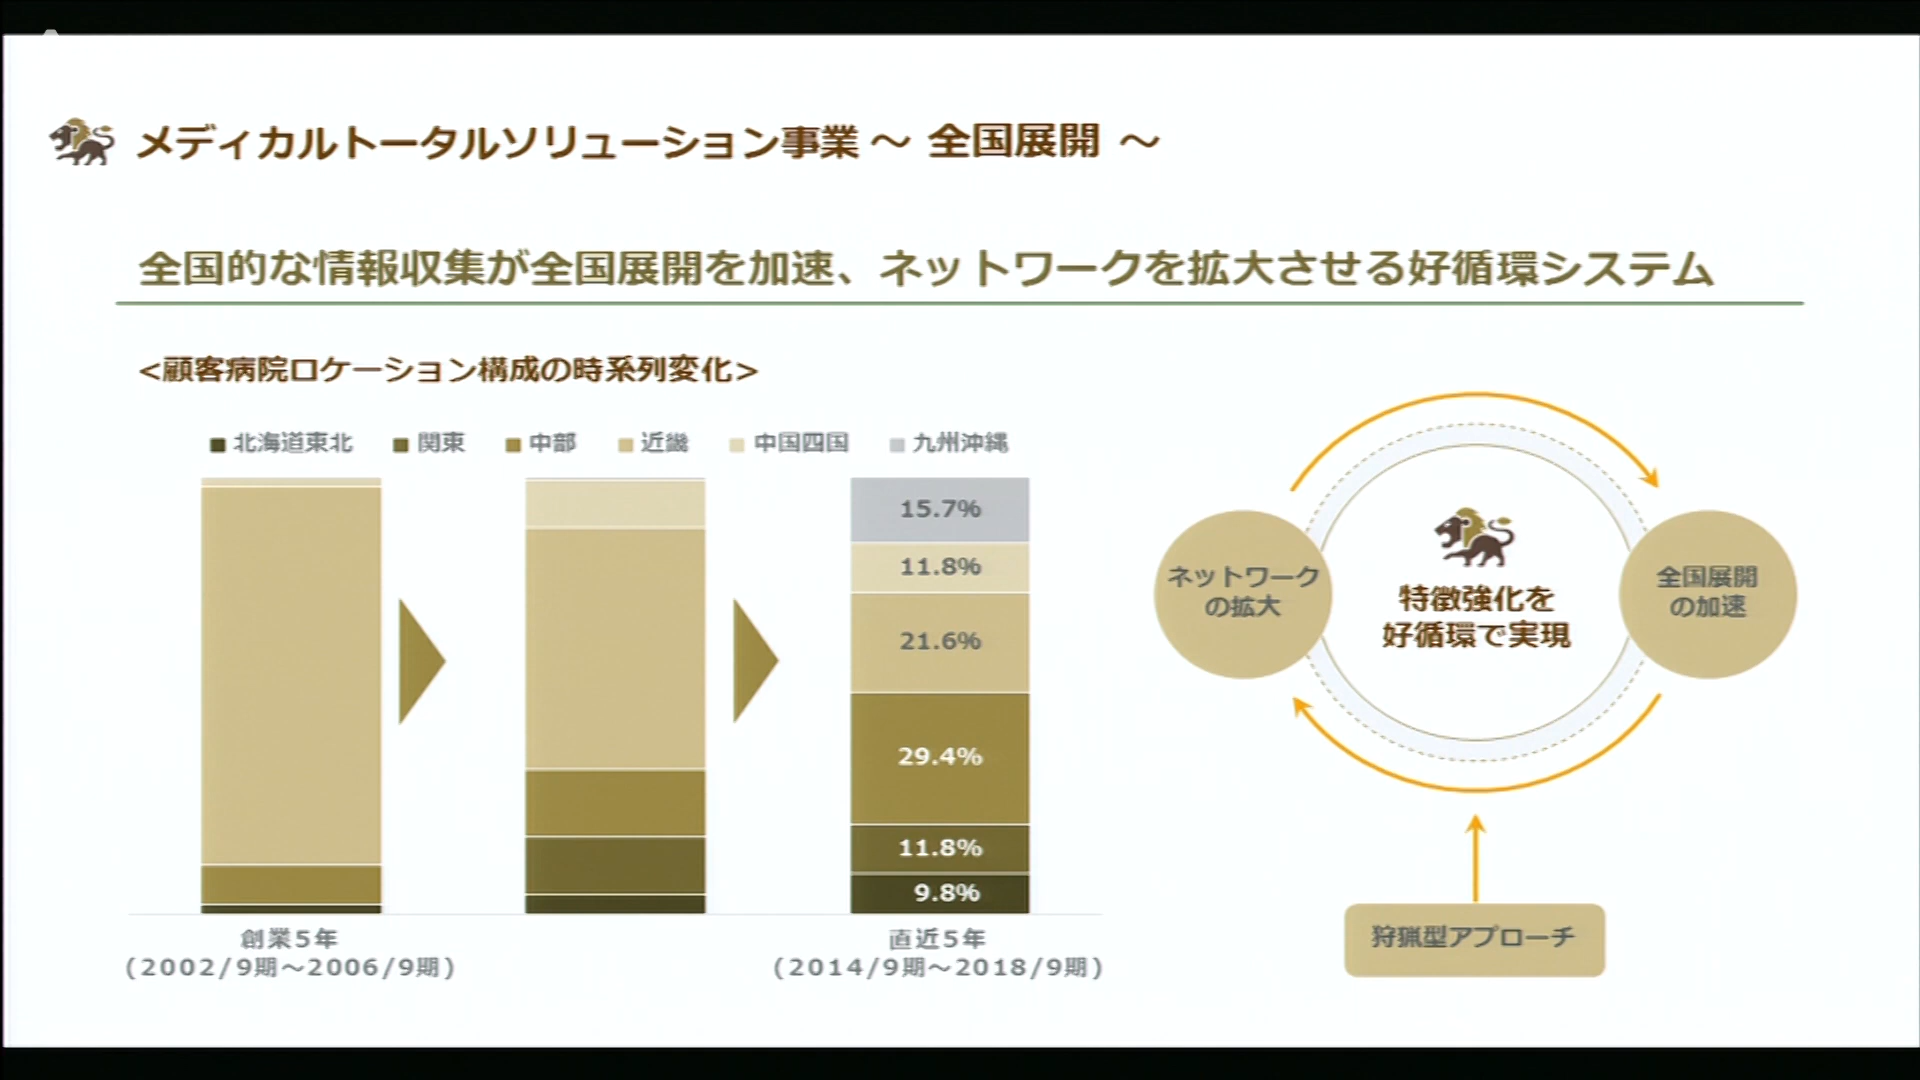 メディカルトータルソリューション事業 ～ 全国展開 ～
全国的な情報収集が全国展開を加速、ネットワークを拡大させる好循環システム
<顧客病院ロケーション構成の時系列変化>
北海道東北 関東 中部 近畿 中国四国 九州沖縄
15.7%
11.8%
21.6%
29.4%
11.8%
9.8%
創業5年
(2002/9期～2006/9期)
直近5年
(2014/9期～2018/9期)
ネットワーク
の拡大
特徴強化を
好循環で実現
全国展開
の加速
狩猟型アプローチ